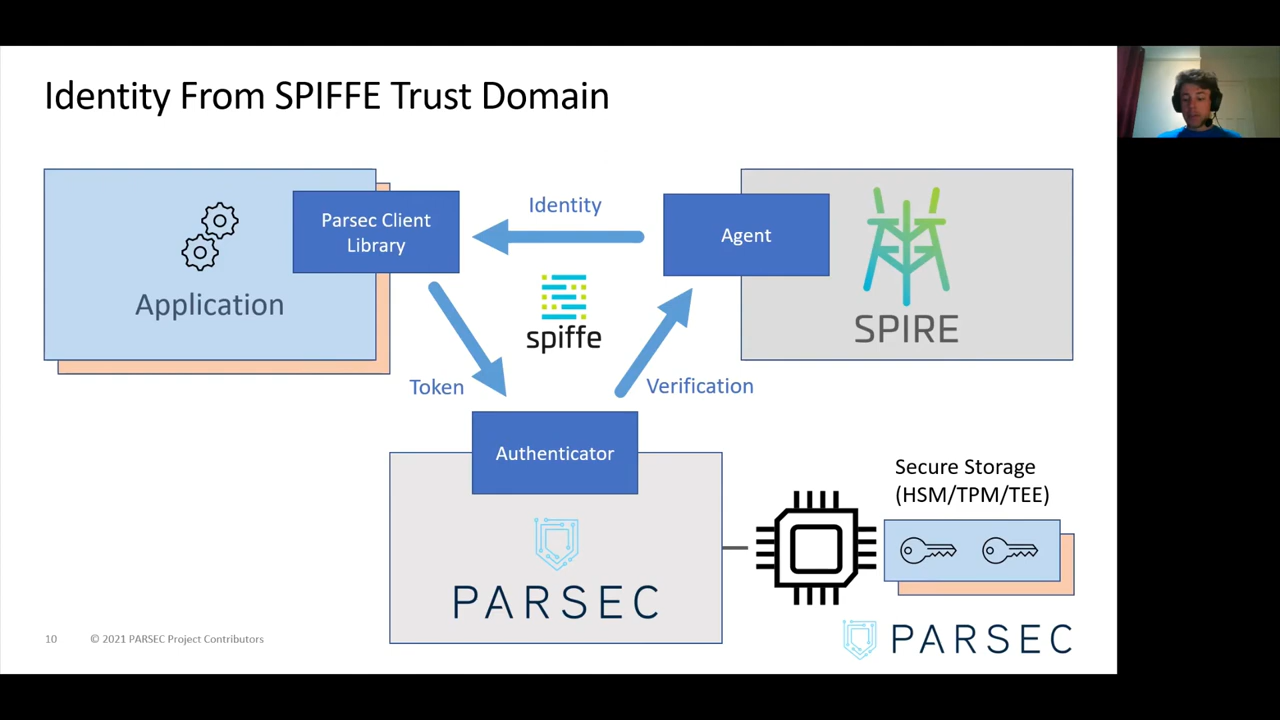 Identity From SPIFFE Trust Domain
Application
Parsec Client
Library
Identity
Agent
SPIRE
spiffe
Token
Verification
Authenticator
PARSEC
Secure Storage
(HSM/TPM/TEE)
10
© 2021 PARSEC Project Contributors
PARSEC